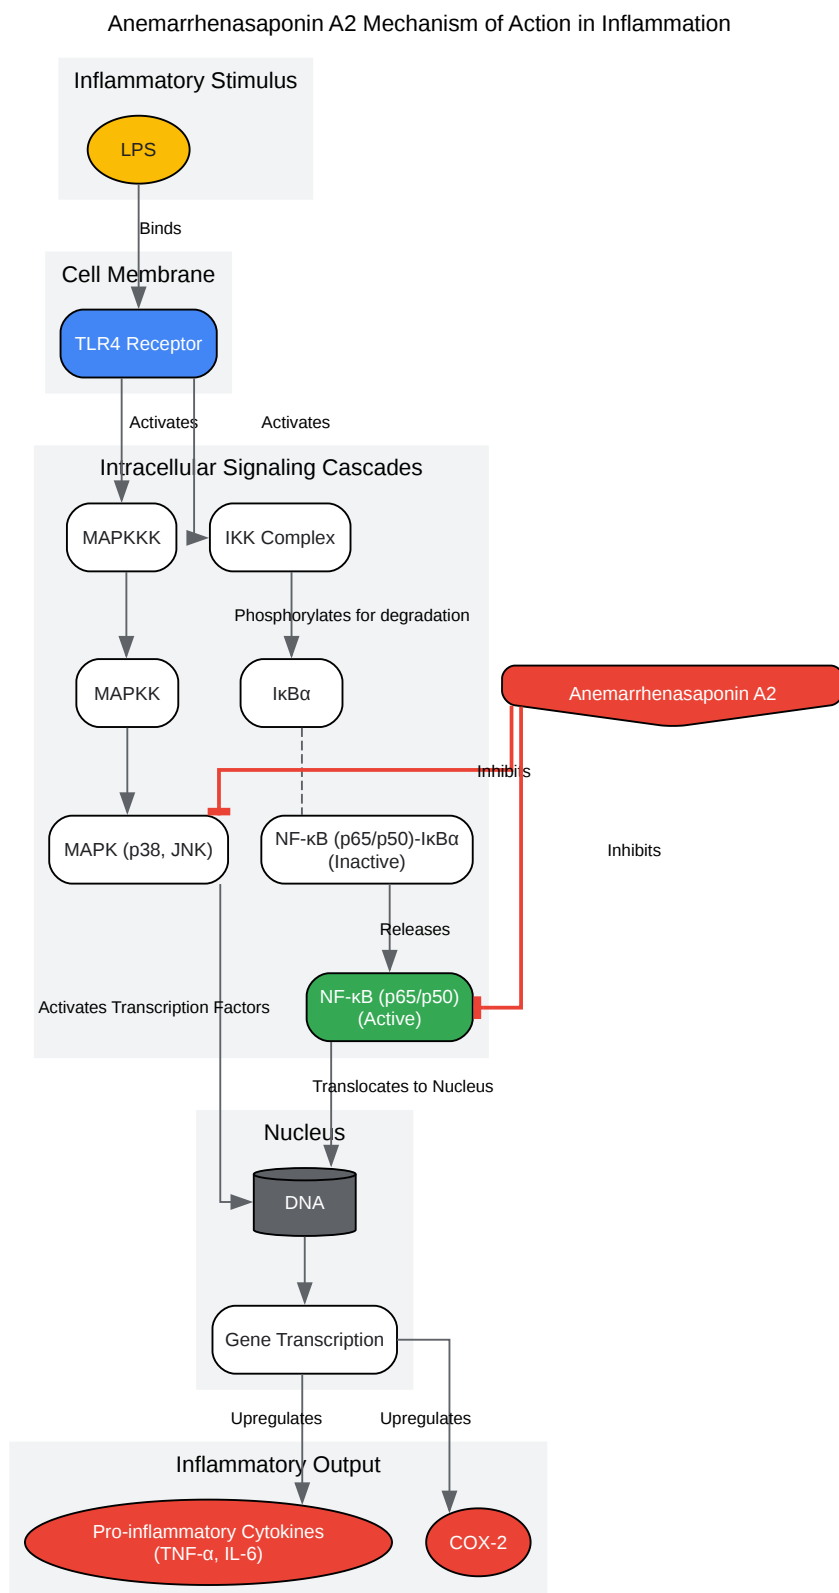 Anemarrhenasaponin A2 Mechanism of Action in Inflammation
Inflammatory Stimulus
LPS
Binds
Cell Membrane
TLR4 Receptor
Activates
Activates
Intracellular Signaling Cascades
MAPKKK
IKK Complex
Phosphorylates for degradation
MAPKK
IκBα
Anemarrhenasaponin A2
Inhibits
MAPK (p38, JNK)
NF-κB (p65/p50)-IκBα
(Inactive)
Inhibits
Releases
Activates Transcription Factors
NF-κB (p65/p50)
(Active)
Translocates to Nucleus
Nucleus
DNA
Gene Transcription
Upregulates
Upregulates
Inflammatory Output
Pro-inflammatory Cytokines
(TNF-α, IL-6)
COX-2